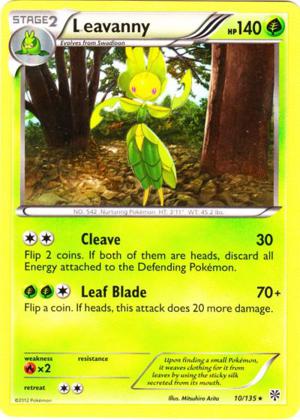 STAGE2
Leavanny
HP140
Evolves from Swadloon
NO. 542 Nurturing Pokémon HT. 3'11" WT. 45.2 lbs.
Cleave 30
Flip 2 coins. If both of them are heads, discard all
Energy attached to the Defending Pokémon.
Leaf Blade 70+
Flip a coin. If heads, this attack does 20 more damage.
weakness resistance
×2
retreat
Upon finding a small Pokémon,
it weaves clothing for it from
leaves by using the sticky silk
secreted from its mouth.
©2012 Pokémon
Illus. Mitsuhiro Arita
10/135